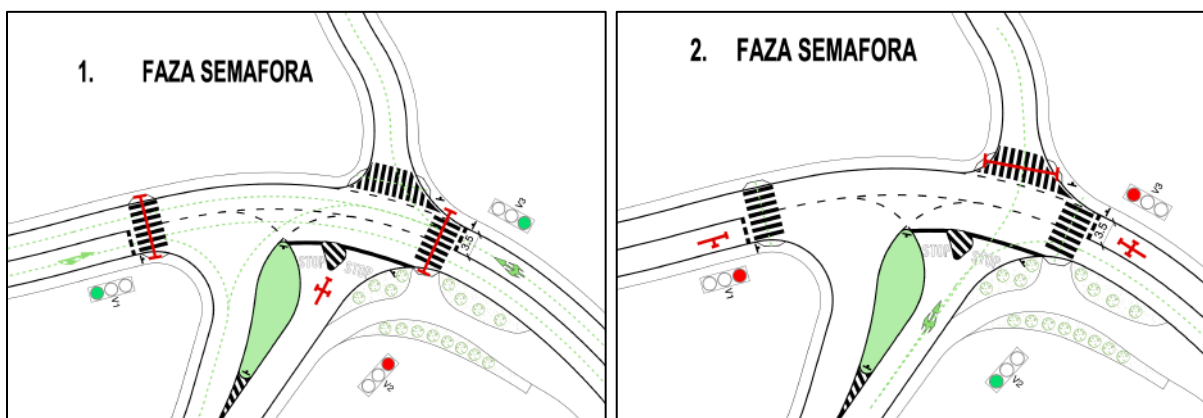 1. FAZA SEMAFORA
V3
3.5
STOP STOP
V1
V2
2. FAZA SEMAFORA
V3
3.5
STOP STOP
V1
V2